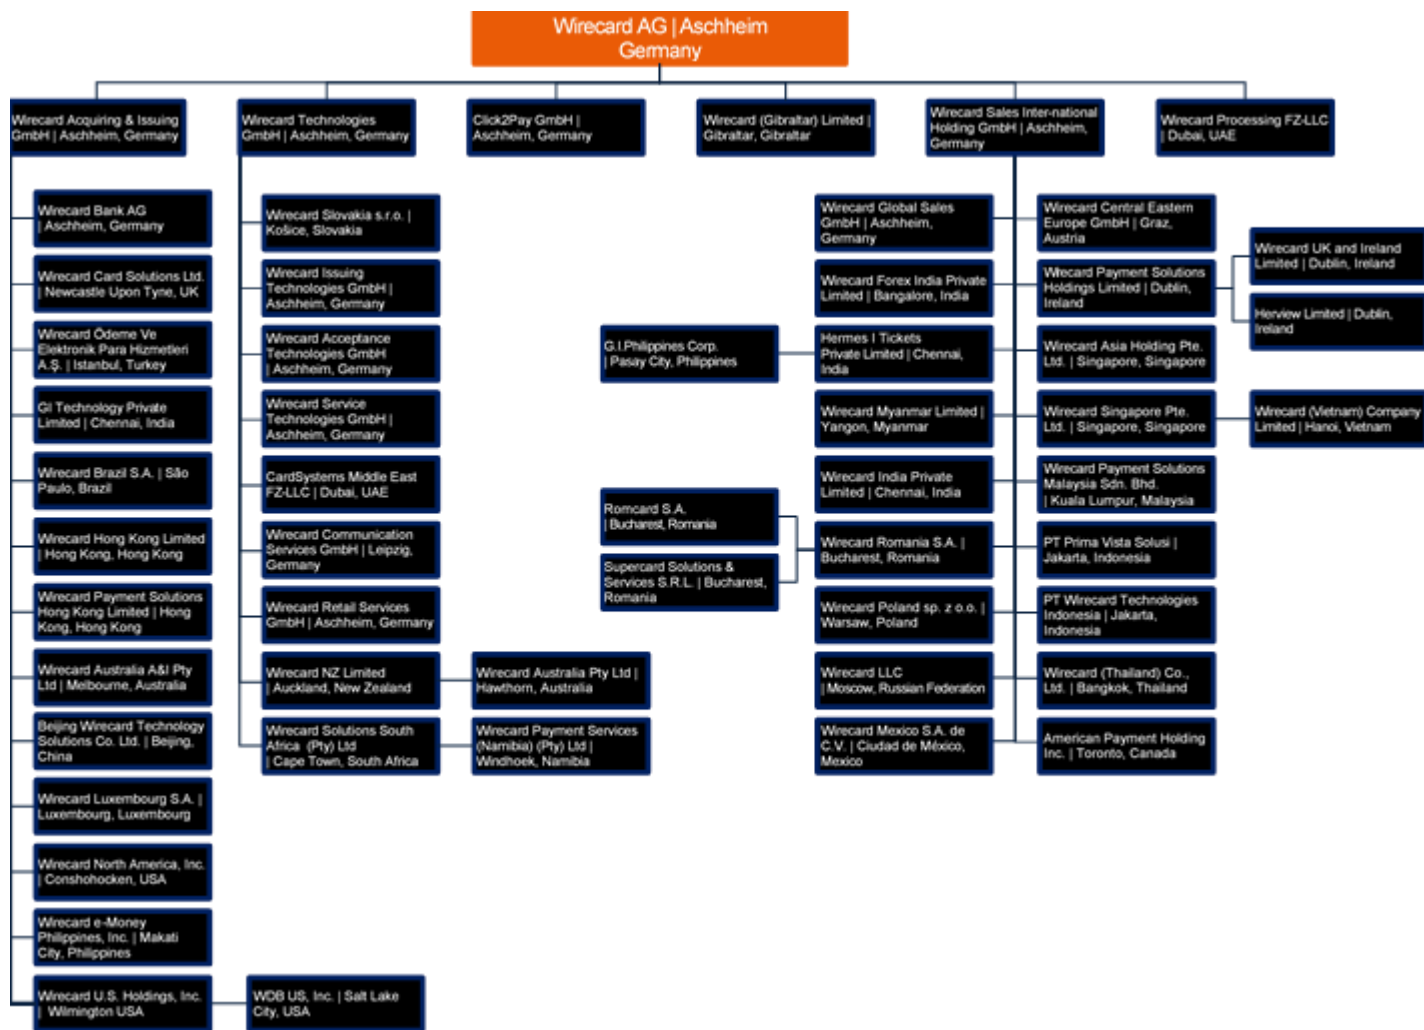 Wirecard AG | Aschheim
Germany
Wirecard Acquiring & Issuing
GmbH | Aschheim, Germany
Wirecard Technologies
GmbH | Aschheim, Germany
Click2Pay GmbH |
Aschheim, Germany
Wirecard (Gibraltar) Limited |
Gibraltar, Gibraltar
Wirecard Sales Inter-national
Holding GmbH | Aschheim,
Germany
Wirecard Processing FZ-LLC
| Dubai, UAE
Wirecard Bank AG
| Aschheim, Germany
Wirecard Card Solutions Ltd.
| Newcastle Upon Tyne, UK
Wirecard Ödeme Ve
Elektronik Para Hizmetleri
A.Ş. | Istanbul, Turkey
GI Technology Private
Limited | Chennai, India
Wirecard Brazil S.A. | São
Paulo, Brazil
Wirecard Hong Kong Limited
| Hong Kong, Hong Kong
Wirecard Payment Solutions
Hong Kong Limited | Hong
Kong, Hong Kong
Wirecard Australia A&I Pty
Ltd | Melbourne, Australia
Beijing Wirecard Technology
Solutions Co. Ltd. | Beijing,
China
Wirecard Luxembourg S.A. |
Luxembourg, Luxembourg
Wirecard North America, Inc.
| Conshohocken, USA
Wirecard e-Money
Philippines, Inc. | Makati
City, Philippines
Wirecard U.S. Holdings, Inc.
| Wilmington USA
WDB US, Inc. | Salt Lake
City, USA
Wirecard Slovakia s.r.o. |
Košice, Slovakia
Wirecard Issuing
Technologies GmbH |
Aschheim, Germany
Wirecard Acceptance
Technologies GmbH
| Aschheim, Germany
Wirecard Service
Technologies GmbH |
Aschheim, Germany
CardSystems Middle East
FZ-LLC | Dubai, UAE
Wirecard Communication
Services GmbH | Leipzig,
Germany
Wirecard Retail Services
GmbH | Aschheim, Germany
Wirecard NZ Limited
| Auckland, New Zealand
Wirecard Australia Pty Ltd |
Hawthorn, Australia
Wirecard Solutions South
Africa (Pty) Ltd
| Cape Town, South Africa
Wirecard Payment Services
(Namibia) (Pty) Ltd |
Windhoek, Namibia
Wirecard Global Sales
GmbH | Aschheim,
Germany
Wirecard Forex India Private
Limited | Bangalore, India
G.I.Philippines Corp.
| Pasay City, Philippines
Hermes I Tickets
Private Limited | Chennai,
India
Wirecard Myanmar Limited |
Yangon, Myanmar
Wirecard India Private
Limited | Chennai, India
Romcard S.A.
| Bucharest, Romania
Supercard Solutions &
Services S.R.L. | Bucharest,
Romania
Wirecard Romania S.A. |
Bucharest, Romania
Wirecard Poland sp. z o.o. |
Warsaw, Poland
Wirecard LLC
| Moscow, Russian Federation
Wirecard Mexico S.A. de
C.V. | Ciudad de México,
Mexico
Wirecard Central Eastern
Europe GmbH | Graz,
Austria
Wirecard Payment Solutions
Holdings Limited | Dublin,
Ireland
Wirecard UK and Ireland
Limited | Dublin, Ireland
Herview Limited | Dublin,
Ireland
Wirecard Asia Holding Pte.
Ltd. | Singapore, Singapore
Wirecard Singapore Pte.
Ltd. | Singapore, Singapore
Wirecard (Vietnam) Company
Limited | Hanoi, Vietnam
Wirecard Payment Solutions
Malaysia Sdn. Bhd.
| Kuala Lumpur, Malaysia
PT Prima Vista Solusi |
Jakarta, Indonesia
PT Wirecard Technologies
Indonesia | Jakarta,
Indonesia
Wirecard (Thailand) Co.,
Ltd. | Bangkok, Thailand
American Payment Holding
Inc. | Toronto, Canada